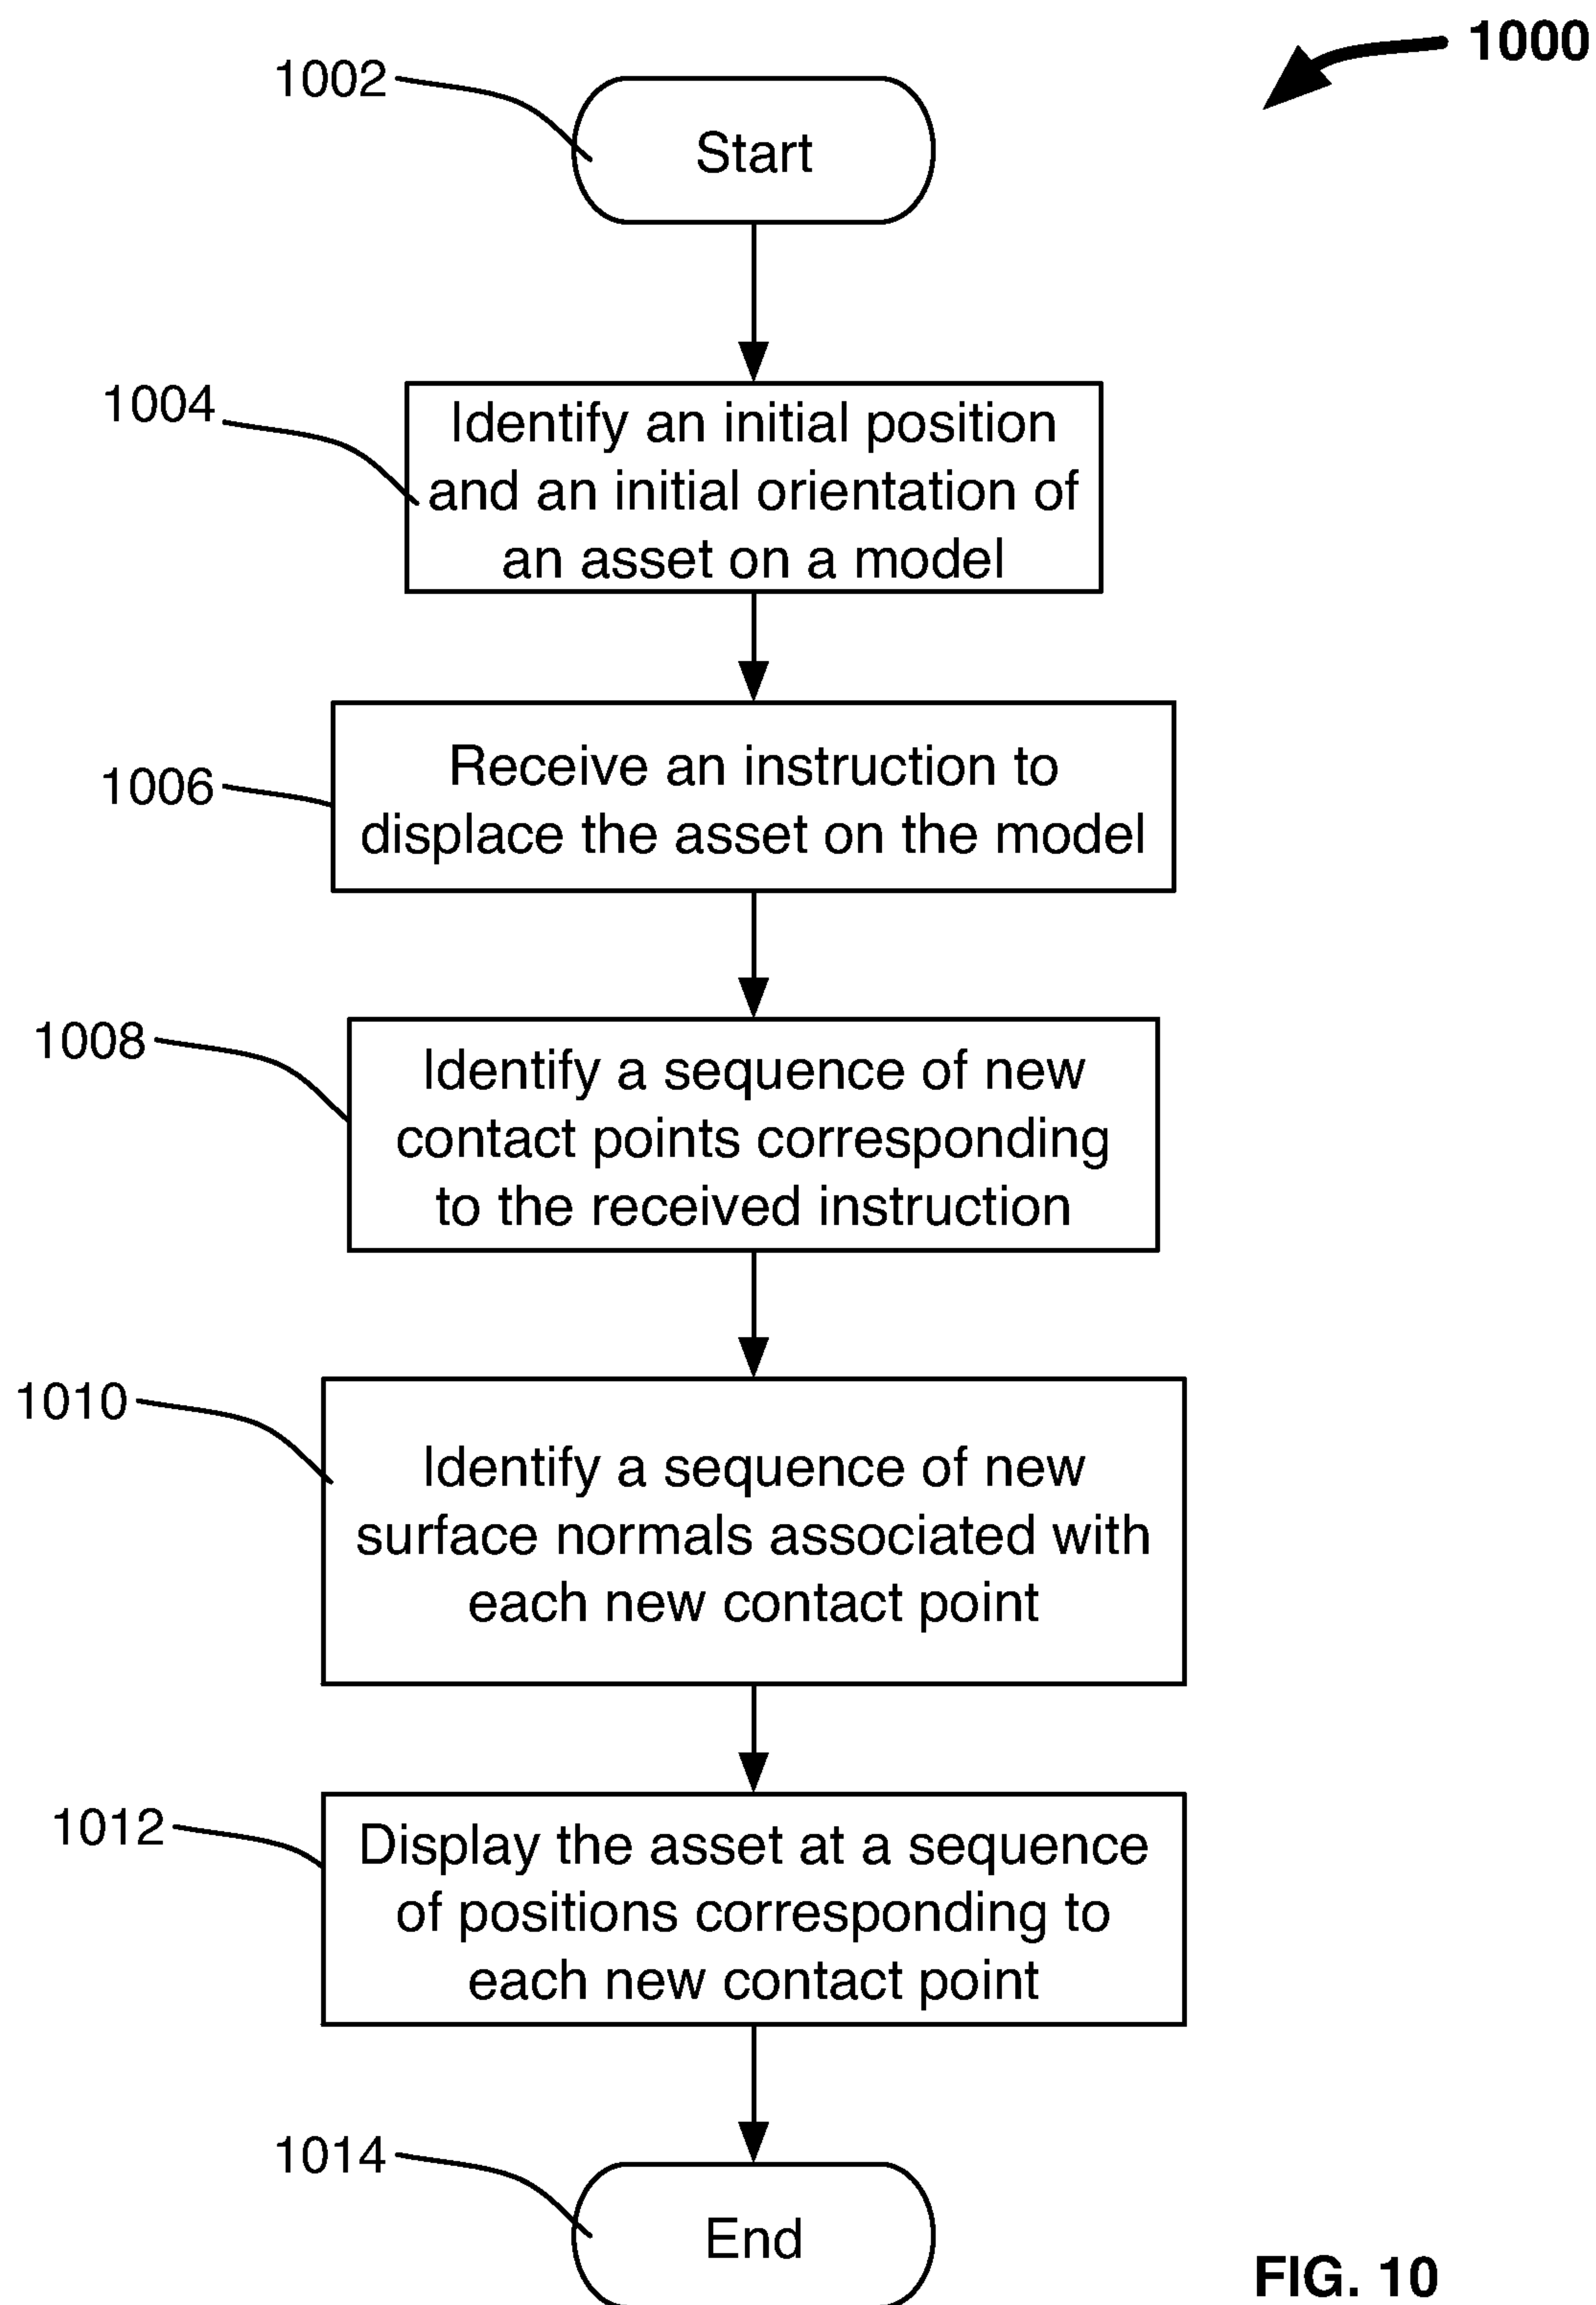 1000
1002
Start
1004
Identify an initial position
and an initial orientation of
an asset on a model
1006
Receive an instruction to
displace the asset on the model
1008
Identify a sequence of new
contact points corresponding
to the received instruction
1010
Identify a sequence of new
surface normals associated with
each new contact point
1012
Display the asset at a sequence
of positions corresponding to
each new contact point
1014
End
FIG. 10